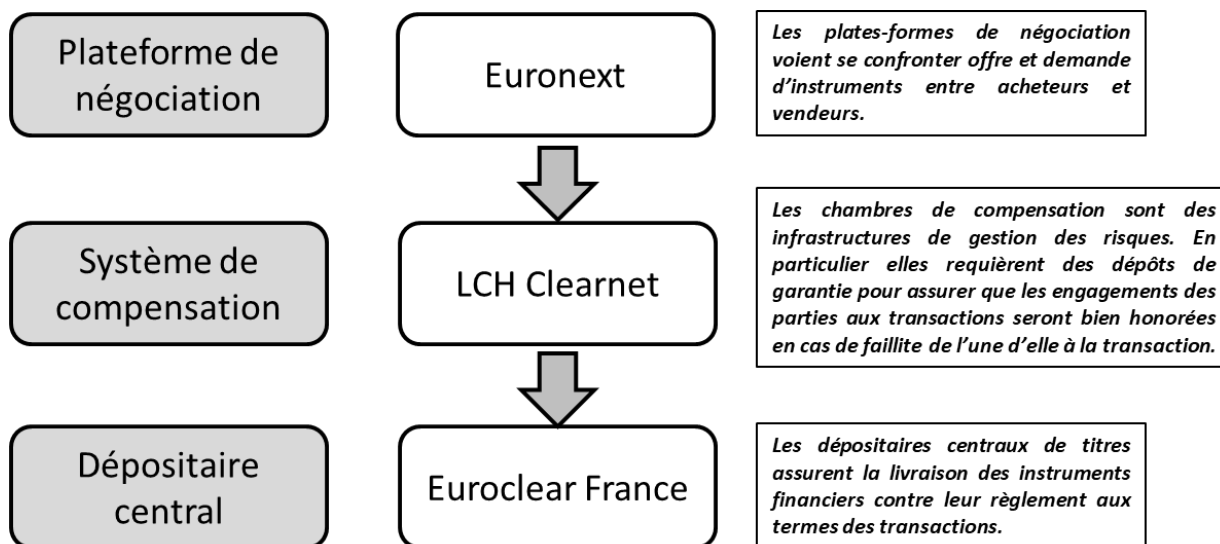 Plateforme de
négociation
Euronext
Les plates-formes de négociation
voient se confronter offre et demande
d'instruments entre acheteurs et
vendeurs.
Système de
compensation
LCH Clearnet
Les chambres de compensation sont des
infrastructures de gestion des risques. En
particulier elles requièrent des dépôts de
garantie pour assurer que les engagements des
parties aux transactions seront bien honorées
en cas de faillite de l'une d'elle à la transaction.
Dépositaire
central
Euroclear France
Les dépositaires centraux de titres
assurent la livraison des instruments
financiers contre leur règlement aux
termes des transactions.